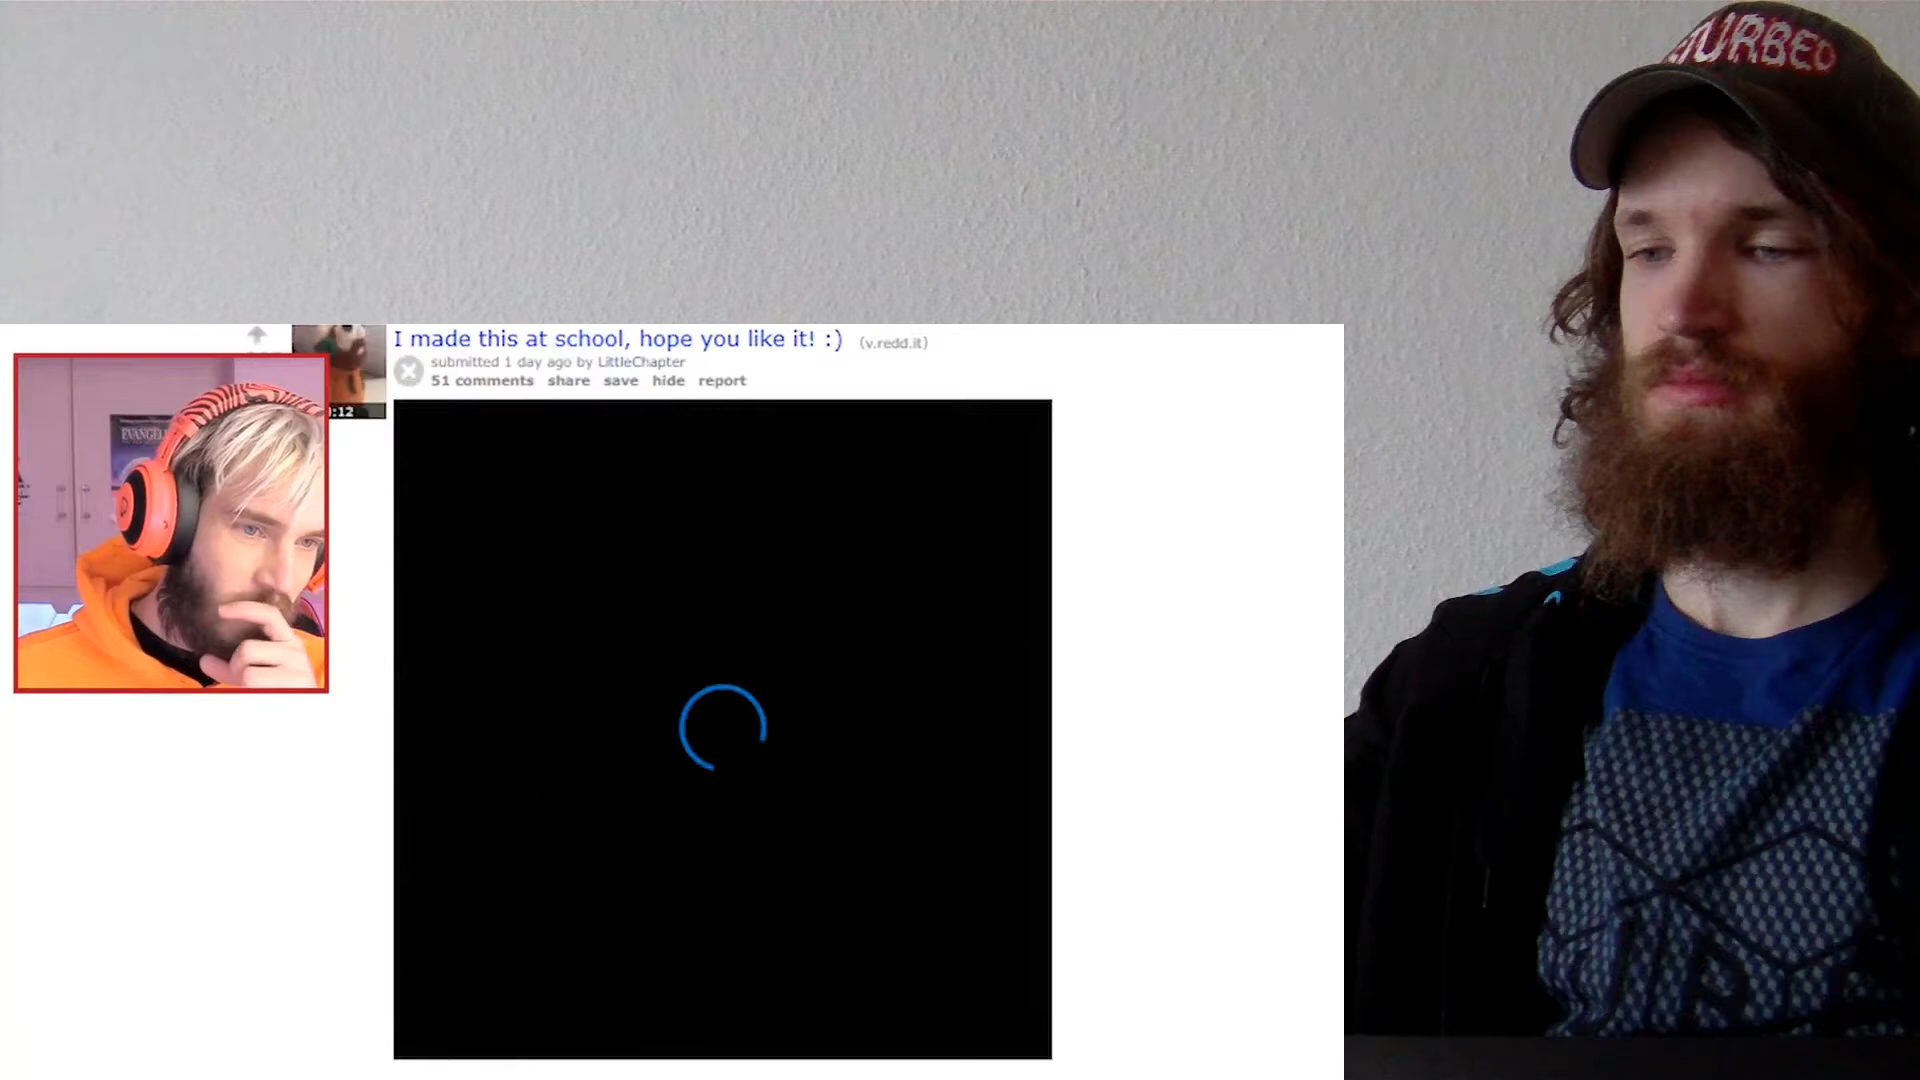 TURBED
I made this at school, hope you like it! :) (v.redd.it)
submitted 1 day ago by LittleChapter
51 comments share save hide report
:12
EVANGEL